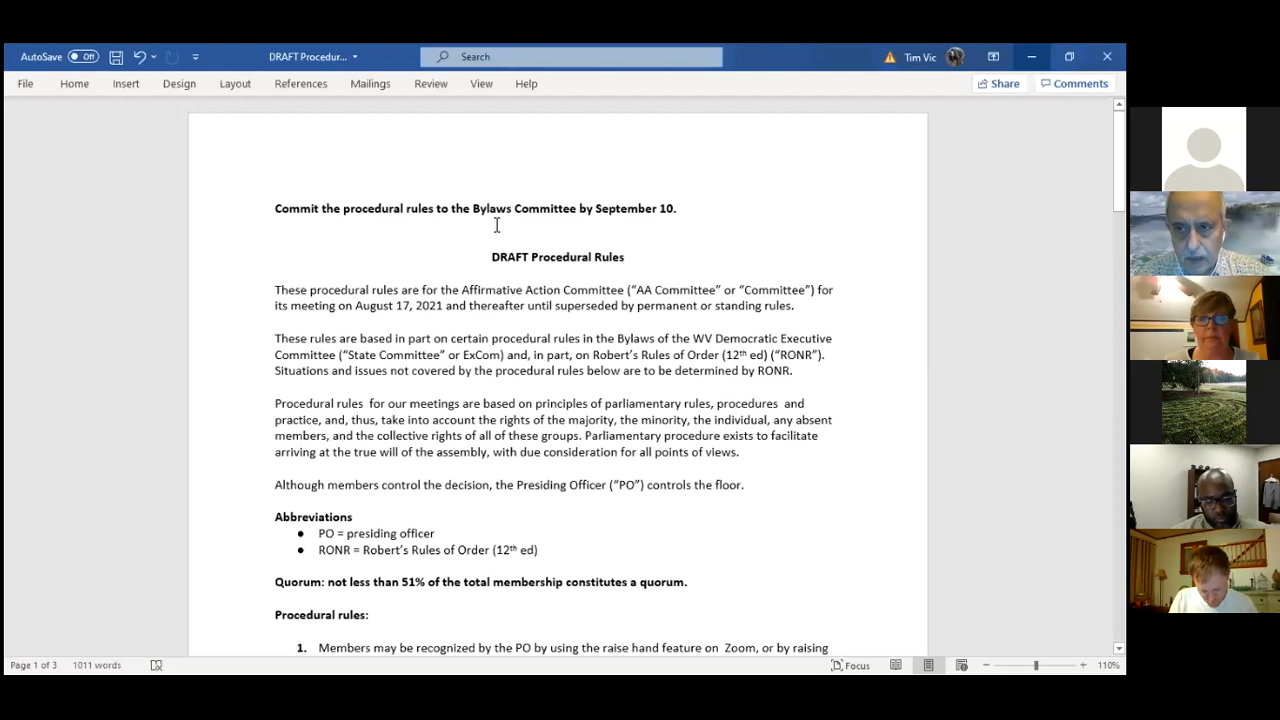 AutoSave Off DRAFT Procedur... Search Tim Vic
File Home Insert Design Layout References Mailings Review View Help Share Comments
Commit the procedural rules to the Bylaws Committee by September 10.
DRAFT Procedural Rules
These procedural rules are for the Affirmative Action Committee (“AA Committee” or “Committee”) for
its meeting on August 17, 2021 and thereafter until superseded by permanent or standing rules.
These rules are based in part on certain procedural rules in the Bylaws of the WV Democratic Executive
Committee (“State Committee” or ExCom) and, in part, on Robert’s Rules of Order (12th ed) (“RONR”).
Situations and issues not covered by the procedural rules below are to be determined by RONR.
Procedural rules for our meetings are based on principles of parliamentary rules, procedures and
practice, and, thus, take into account the rights of the majority, the minority, the individual, any absent
members, and the collective rights of all of these groups. Parliamentary procedure exists to facilitate
arriving at the true will of the assembly, with due consideration for all points of views.
Although members control the decision, the Presiding Officer (“PO”) controls the floor.
Abbreviations
● PO = presiding officer
● RONR = Robert’s Rules of Order (12th ed)
Quorum: not less than 51% of the total membership constitutes a quorum.
Procedural rules:
1. Members may be recognized by the PO by using the raise hand feature on Zoom, or by raising
Page 1 of 3 1011 words Focus 110%